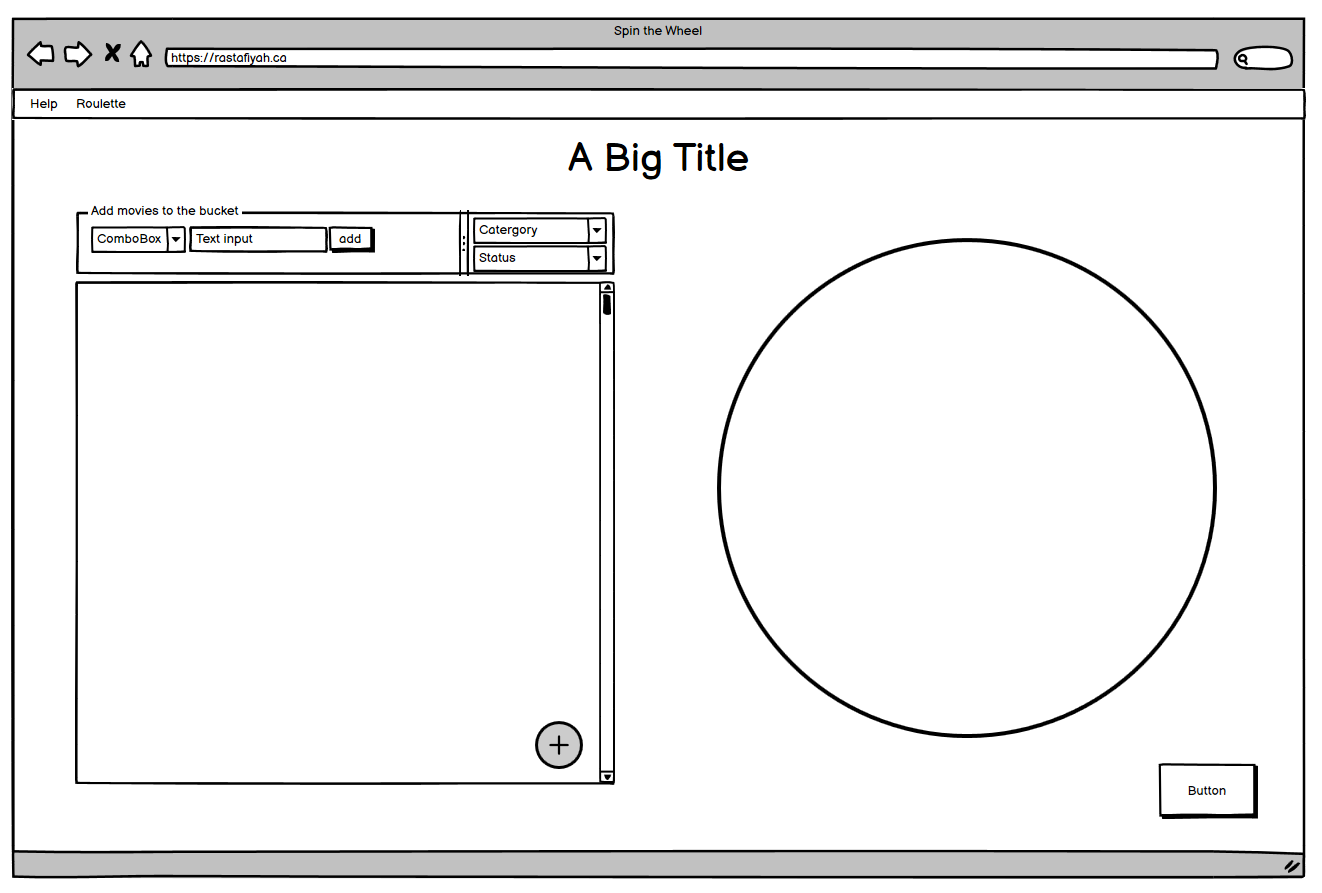 Spin the Wheel
https://rastafiyah.ca
Help Roulette
A Big Title
Add movies to the bucket
ComboBox Text input add
Catergory
Status
Button